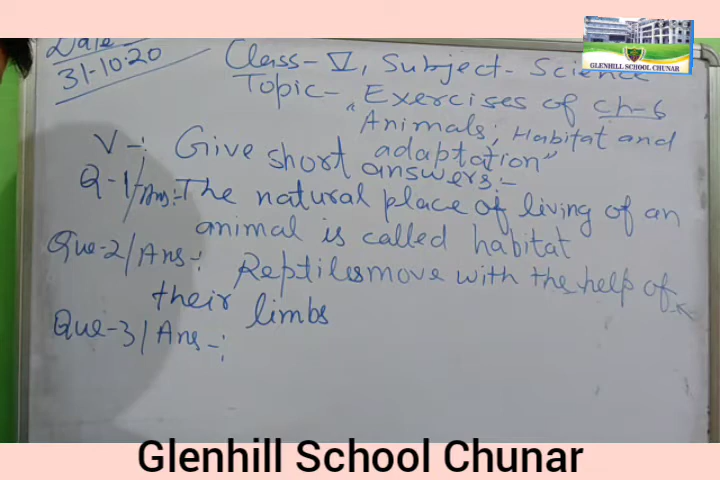 Date
31-10-20
GLENHILL SCHOOL CHUNAR
Class-V, Subject- Science
Topic- "Exercises of ch-6
Animals, Habitat and
adaptation"
V-: Give short answers:-
Q-1/Ans:- The natural place of living of an
animal is called habitat
Que-2/Ans-: Reptiles move with the help of
their limbs
Que-3/Ans-:
Glenhill School Chunar